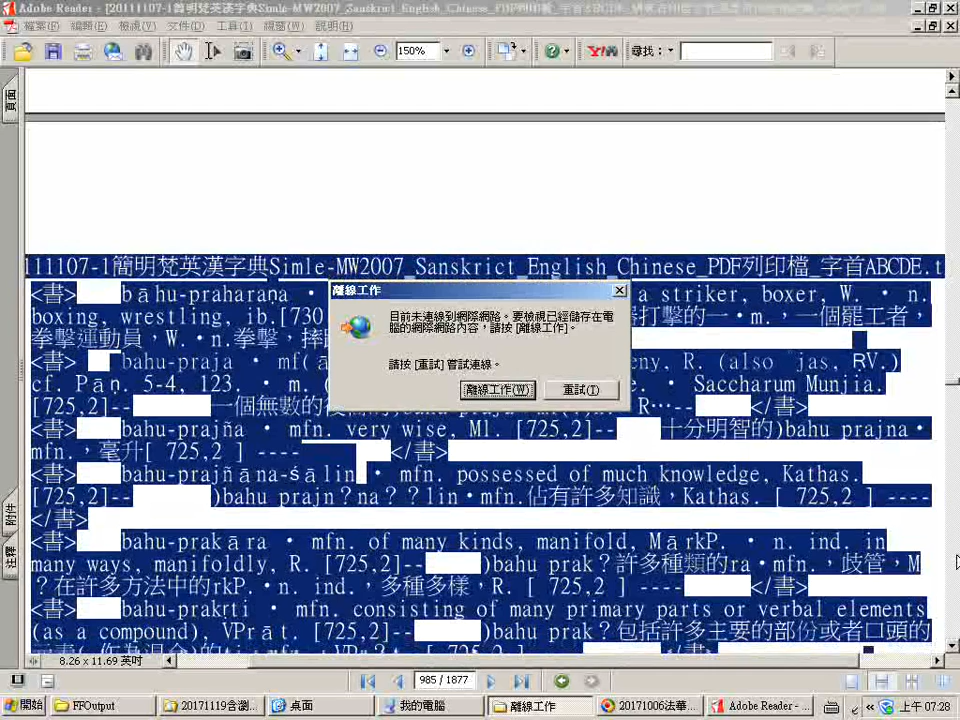 Adobe Reader - [20111107-1簡明梵英漢字典Simle-MW2007_Sanskrict_English_Chinese_PDF列印檔
檔案(F) 編輯(E) 檢視(V) 文件(D) 工具(T) 視窗(W) 說明(H)
150% Y! 尋找:
頁面
111107-1簡明梵英漢字典Simle-MW2007_Sanskrict_English_Chinese_PDF列印檔_字首ABCDE.t
<書> bāhu-praharaṇa • a striker, boxer, W. • n.
boxing, wrestling, ib.[730 器打擊的一•m.，一個罷工者，
拳擊運動員，W.•n.拳擊，摔
<書> bahu-praja • mf(ā eny, R. (also °jas, RV.)
cf. Pāṇ. 5-4, 123. • m. • Saccharum Munjia.
[725,2]-- 一個無數的 R…-- </書>
<書> bahu-prajña • mfn. very wise, Ml. [725,2]-- 十分明智的)bahu prajna•
mfn.，毫升[ 725,2 ] ---- </書>
<書> bahu-prajñāna-śālin • mfn. possessed of much knowledge, Kathas.
[725,2]-- )bahu prajn?na??lin•mfn.佔有許多知識，Kathas. [ 725,2 ] ----
</書>
<書> bahu-prakāra • mfn. of many kinds, manifold, MārkP. • n. ind. in
many ways, manifoldly, R. [725,2]-- )bahu prak?許多種類的ra•mfn.，歧管，M
?在許多方法中的rkP.•n. ind.，多種多樣，R. [ 725,2 ] ---- </書>
<書> bahu-prakṛti • mfn. consisting of many primary parts or verbal elements
(as a compound), VPrāt. [725,2]-- )bahu prak?包括許多主要的部份或者口頭的
離線工作
目前未連線到網際網路。要檢視已經儲存在電
腦的網際網路內容，請按 [離線工作]。
請按 [重試] 嘗試連線。
離線工作(W) 重試(T)
附件
注釋
8.26 x 11.69 英吋
985 / 1877
開始 FFOutput 20171119含瀏... 桌面 我的電腦 離線工作 20171006法華... Adobe Reader - ... 上午 07:28